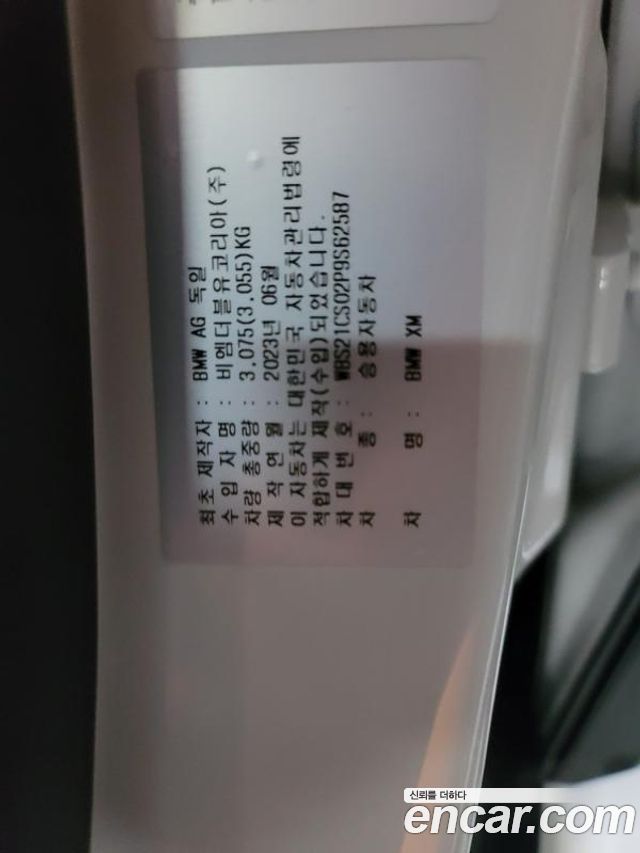 최초 제작자 : BMW AG 독일
수 입 자 명 : 비엠더블유코리아(주)
차량 총중량 : 3,075(3,055)KG
제 작 연 월 : 2023년 06월
이 자동차는 대한민국 자동차관리법령에
적합하게 제작(수입)되었습니다.
차 대 번 호 : WBS21CS02P9S62587
차 종 : 승용자동차
차 명 : BMW XM
신뢰를 더하다
encar.com